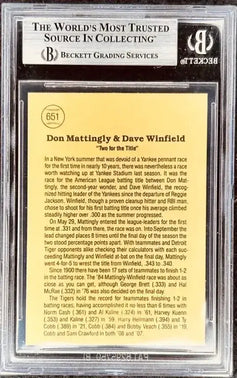 THE WORLD'S MOST TRUSTED
SOURCE IN COLLECTING™
BECKETT GRADING SERVICES
BECKETT
651
Don Mattingly & Dave Winfield
"Two for the Title"
In a New York summer that was devoid of a Yankee pennant race
for the first time in nearly 10 years, there was nevertheless a race
worth watching up at Yankee Stadium last season. It was the
race for the American League batting title between Don Mat-
tingly, the second-year wonder, and Dave Winfield, the
recognized hitting leader of the Yankees since the departure of Reggie
Jackson. Winfield, though a proven cleanup hitter and RBI man,
chose to shoot for his first batting title once his average climbed
steadily higher over .300 as the summer progressed.
On May 29, Mattingly entered the league-leaders for the first
time at .331 and from there, the race was on. Into September the
lead changed places 8 times until the final day of the season the
two stood percentage points apart. With teammates and Detroit
Tiger opponents alike checking their calculators with each suc-
ceeding Mattingly and Winfield at-bat on the final day, Mattingly
went 4-for-5 to wrest the title from Winfield, .343 to .340.
Since 1900 there have been 17 sets of teammates to finish 1-2
in the batting race. The '84 Mattingly-Winfield race was about as
close as you can get, although George Brett (.333) and Hal
McRae (.332) in '76 was also decided on the final day.
The Tigers hold the record for teammates finishing 1-2 in
batting races; having accomplished it no less than 6 times with
Norm Cash (.361) and Al Kaline (.324) in '61, Harvey Kuenn
(.353) and Kaline (.327) in '59, Harry Heilmann (.394) and Ty
Cobb (.389) in '21, Cobb (.384) and Bobby Veach (.355) in '19
Cobb and Sam Crawford in both '08 and '07.